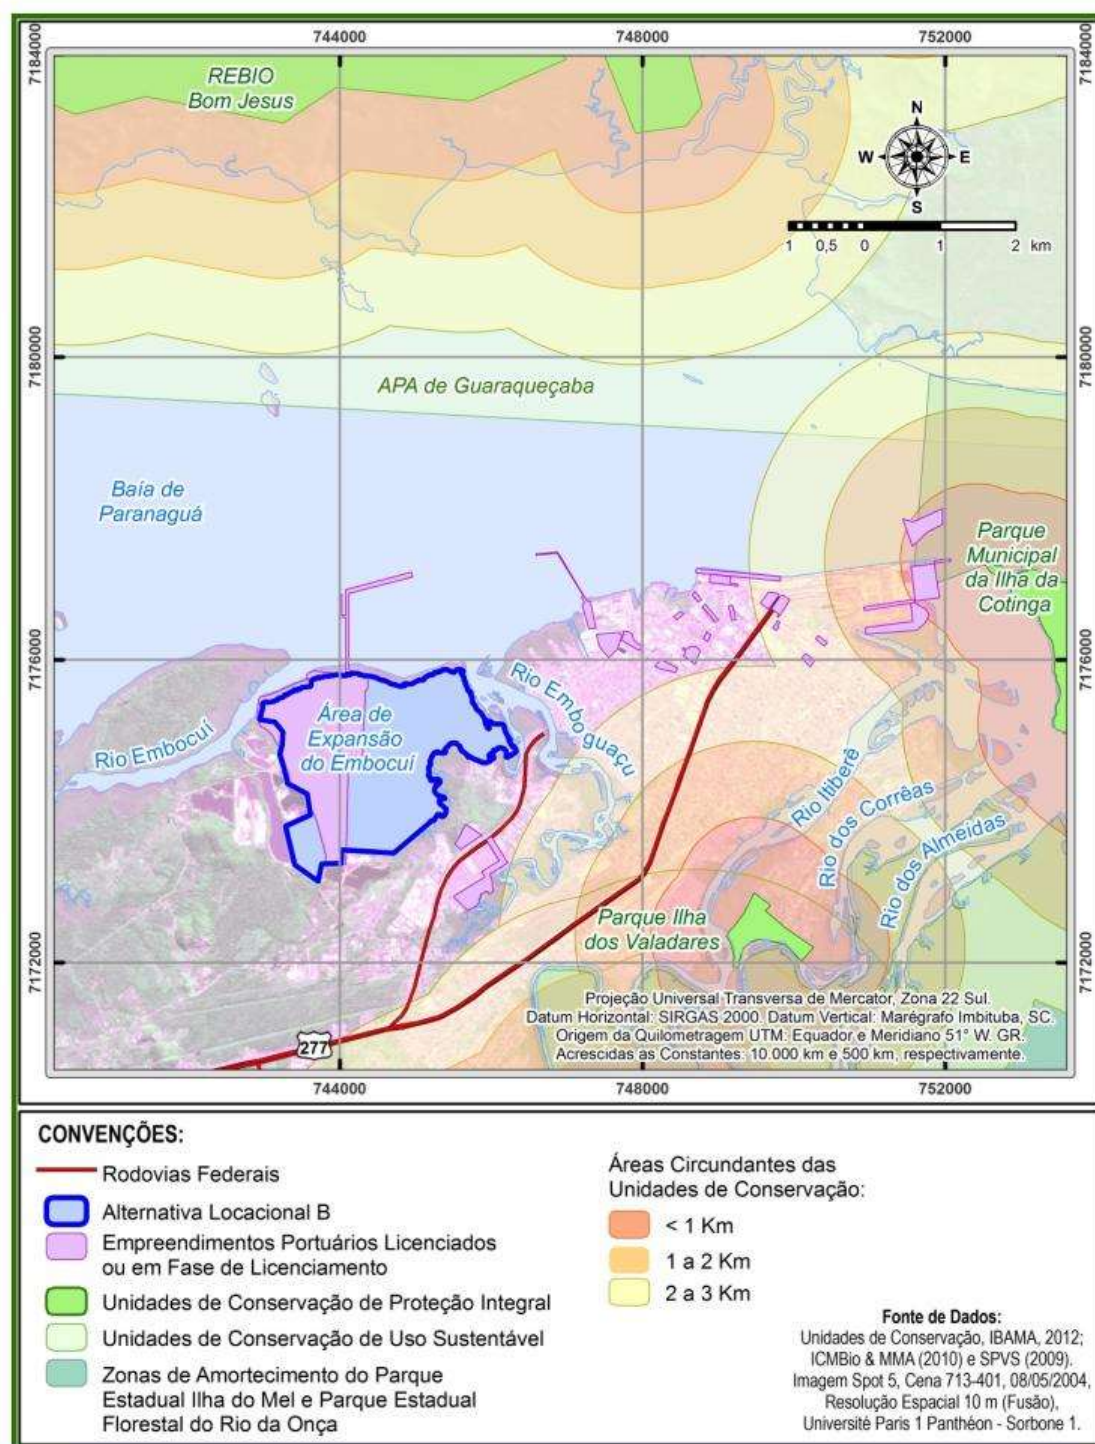 744000
748000
752000
7184000
7184000
REBIO
Bom Jesus
N
W
E
S
1 0,5 0 1 2 km
7180000
7180000
APA de Guaraqueçaba
Baía de
Paranaguá
Parque
Municipal
da Ilha da
Cotinga
7176000
7176000
Rio Embocuí
Área de
Expansão
do Embocuí
Rio Emboguaçu
Rio Itiberê
Rio dos Corrêas
Rio dos Almeidas
Parque Ilha
dos Valadares
7172000
7172000
Projeção Universal Transversa de Mercator, Zona 22 Sul.
Datum Horizontal: SIRGAS 2000. Datum Vertical: Marégrafo Imbituba, SC.
Origem da Quilometragem UTM: Equador e Meridiano 51° W. GR.
Acrescidas as Constantes: 10.000 km e 500 km, respectivamente.
277
744000
748000
752000
CONVENÇÕES:
Rodovias Federais
Alternativa Locacional B
Empreendimentos Portuários Licenciados
ou em Fase de Licenciamento
Unidades de Conservação de Proteção Integral
Unidades de Conservação de Uso Sustentável
Zonas de Amortecimento do Parque
Estadual Ilha do Mel e Parque Estadual
Florestal do Rio da Onça
Áreas Circundantes das
Unidades de Conservação:
< 1 Km
1 a 2 Km
2 a 3 Km
Fonte de Dados:
Unidades de Conservação, IBAMA, 2012;
ICMBio & MMA (2010) e SPVS (2009).
Imagem Spot 5, Cena 713-401, 08/05/2004,
Resolução Espacial 10 m (Fusão),
Université Paris 1 Panthéon - Sorbone 1.